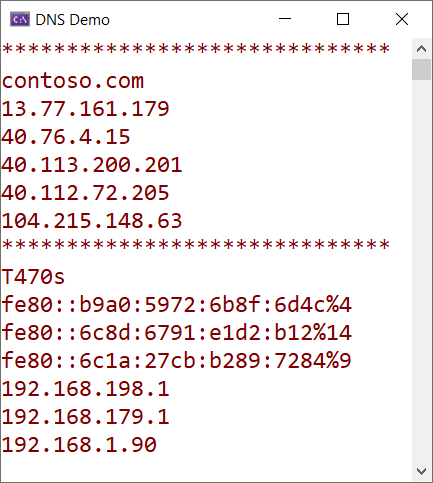 DNS Demo
******************************
contoso.com
13.77.161.179
40.76.4.15
40.113.200.201
40.112.72.205
104.215.148.63
******************************
T470s
fe80::b9a0:5972:6b8f:6d4c%4
fe80::6c8d:6791:e1d2:b12%14
fe80::6c1a:27cb:b289:7284%9
192.168.198.1
192.168.179.1
192.168.1.90